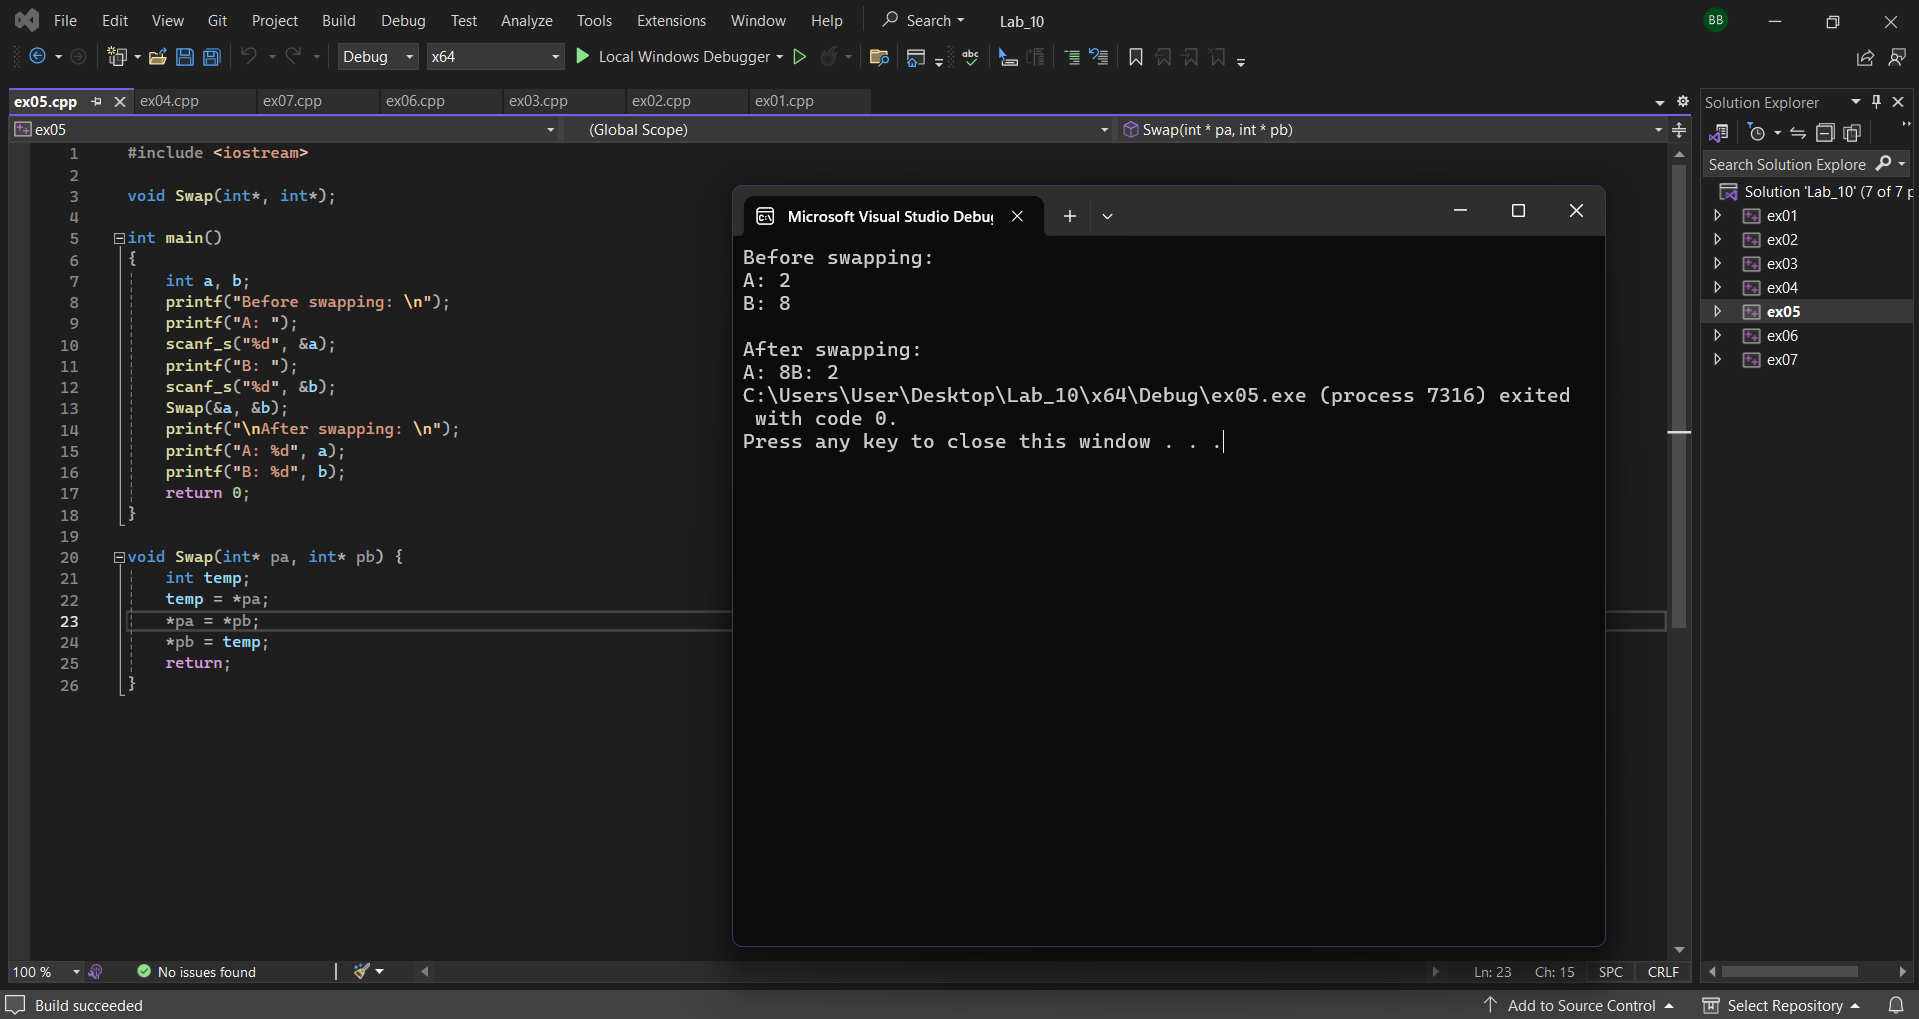 File Edit View Git Project Build Debug Test Analyze Tools Extensions Window Help Search Lab_10 BB
Debug x64 Local Windows Debugger abc
ex05.cpp ex04.cpp ex07.cpp ex06.cpp ex03.cpp ex02.cpp ex01.cpp
ex05 (Global Scope) Swap(int * pa, int * pb)
1 #include <iostream>
2
3 void Swap(int*, int*);
4
5 int main()
6 {
7 int a, b;
8 printf("Before swapping: \n");
9 printf("A: ");
10 scanf_s("%d", &a);
11 printf("B: ");
12 scanf_s("%d", &b);
13 Swap(&a, &b);
14 printf("\nAfter swapping: \n");
15 printf("A: %d", a);
16 printf("B: %d", b);
17 return 0;
18 }
19
20 void Swap(int* pa, int* pb) {
21 int temp;
22 temp = *pa;
23 *pa = *pb;
24 *pb = temp;
25 return;
26 }
Microsoft Visual Studio Debug
Before swapping:
A: 2
B: 8
After swapping:
A: 8B: 2
C:\Users\User\Desktop\Lab_10\x64\Debug\ex05.exe (process 7316) exited
with code 0.
Press any key to close this window . . .
Solution Explorer
Search Solution Explore
Solution 'Lab_10' (7 of 7 p
ex01
ex02
ex03
ex04
ex05
ex06
ex07
100 % No issues found Ln: 23 Ch: 15 SPC CRLF
Build succeeded Add to Source Control Select Repository